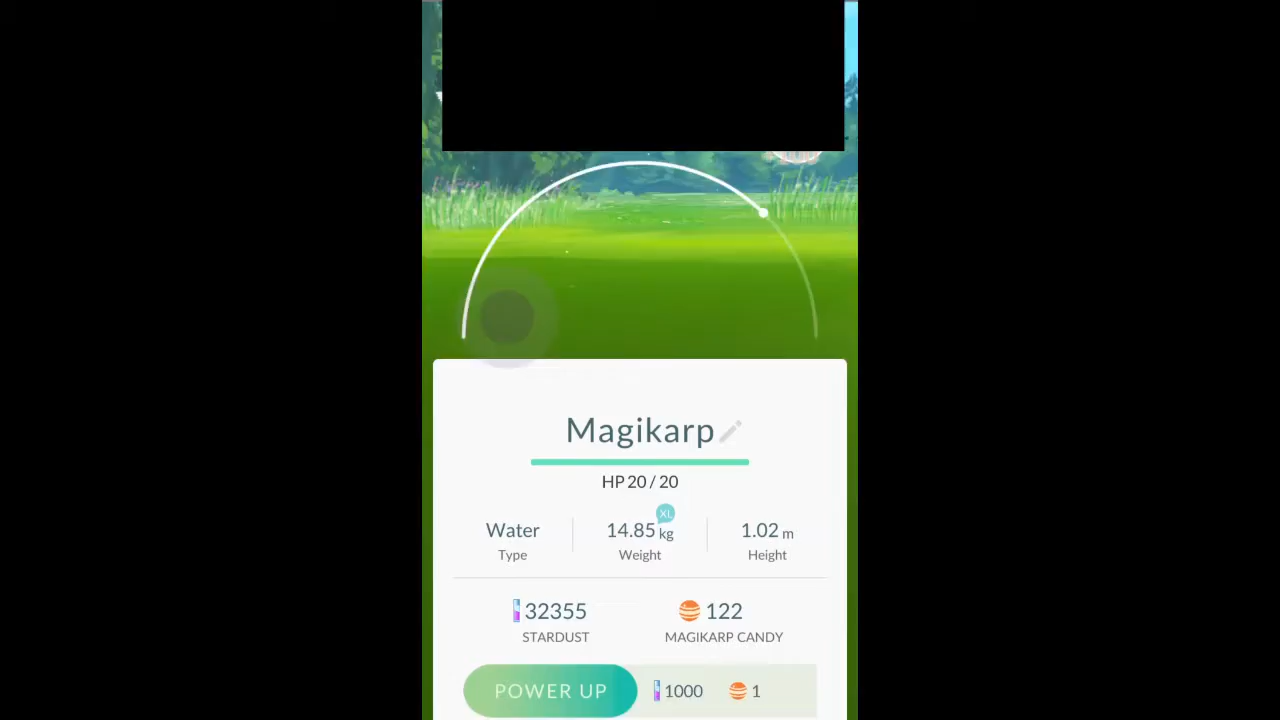 Magikarp
HP 20 / 20
XL
Water 14.85 kg 1.02 m
Type Weight Height
32355 122
STARDUST MAGIKARP CANDY
POWER UP 1000 1